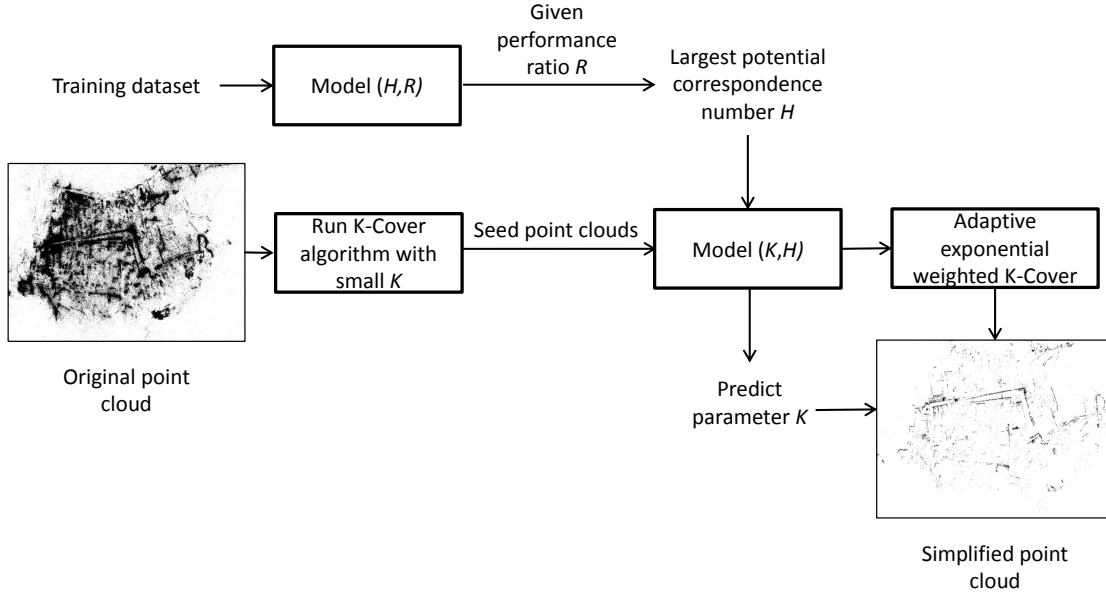 Given
performance
ratio R
Training dataset
Model (H,R)
Largest potential
correspondence
number H
Run K-Cover
algorithm with
small K
Seed point clouds
Model (K,H)
Adaptive
exponential
weighted K-Cover
Original point
cloud
Predict
parameter K
Simplified point
cloud